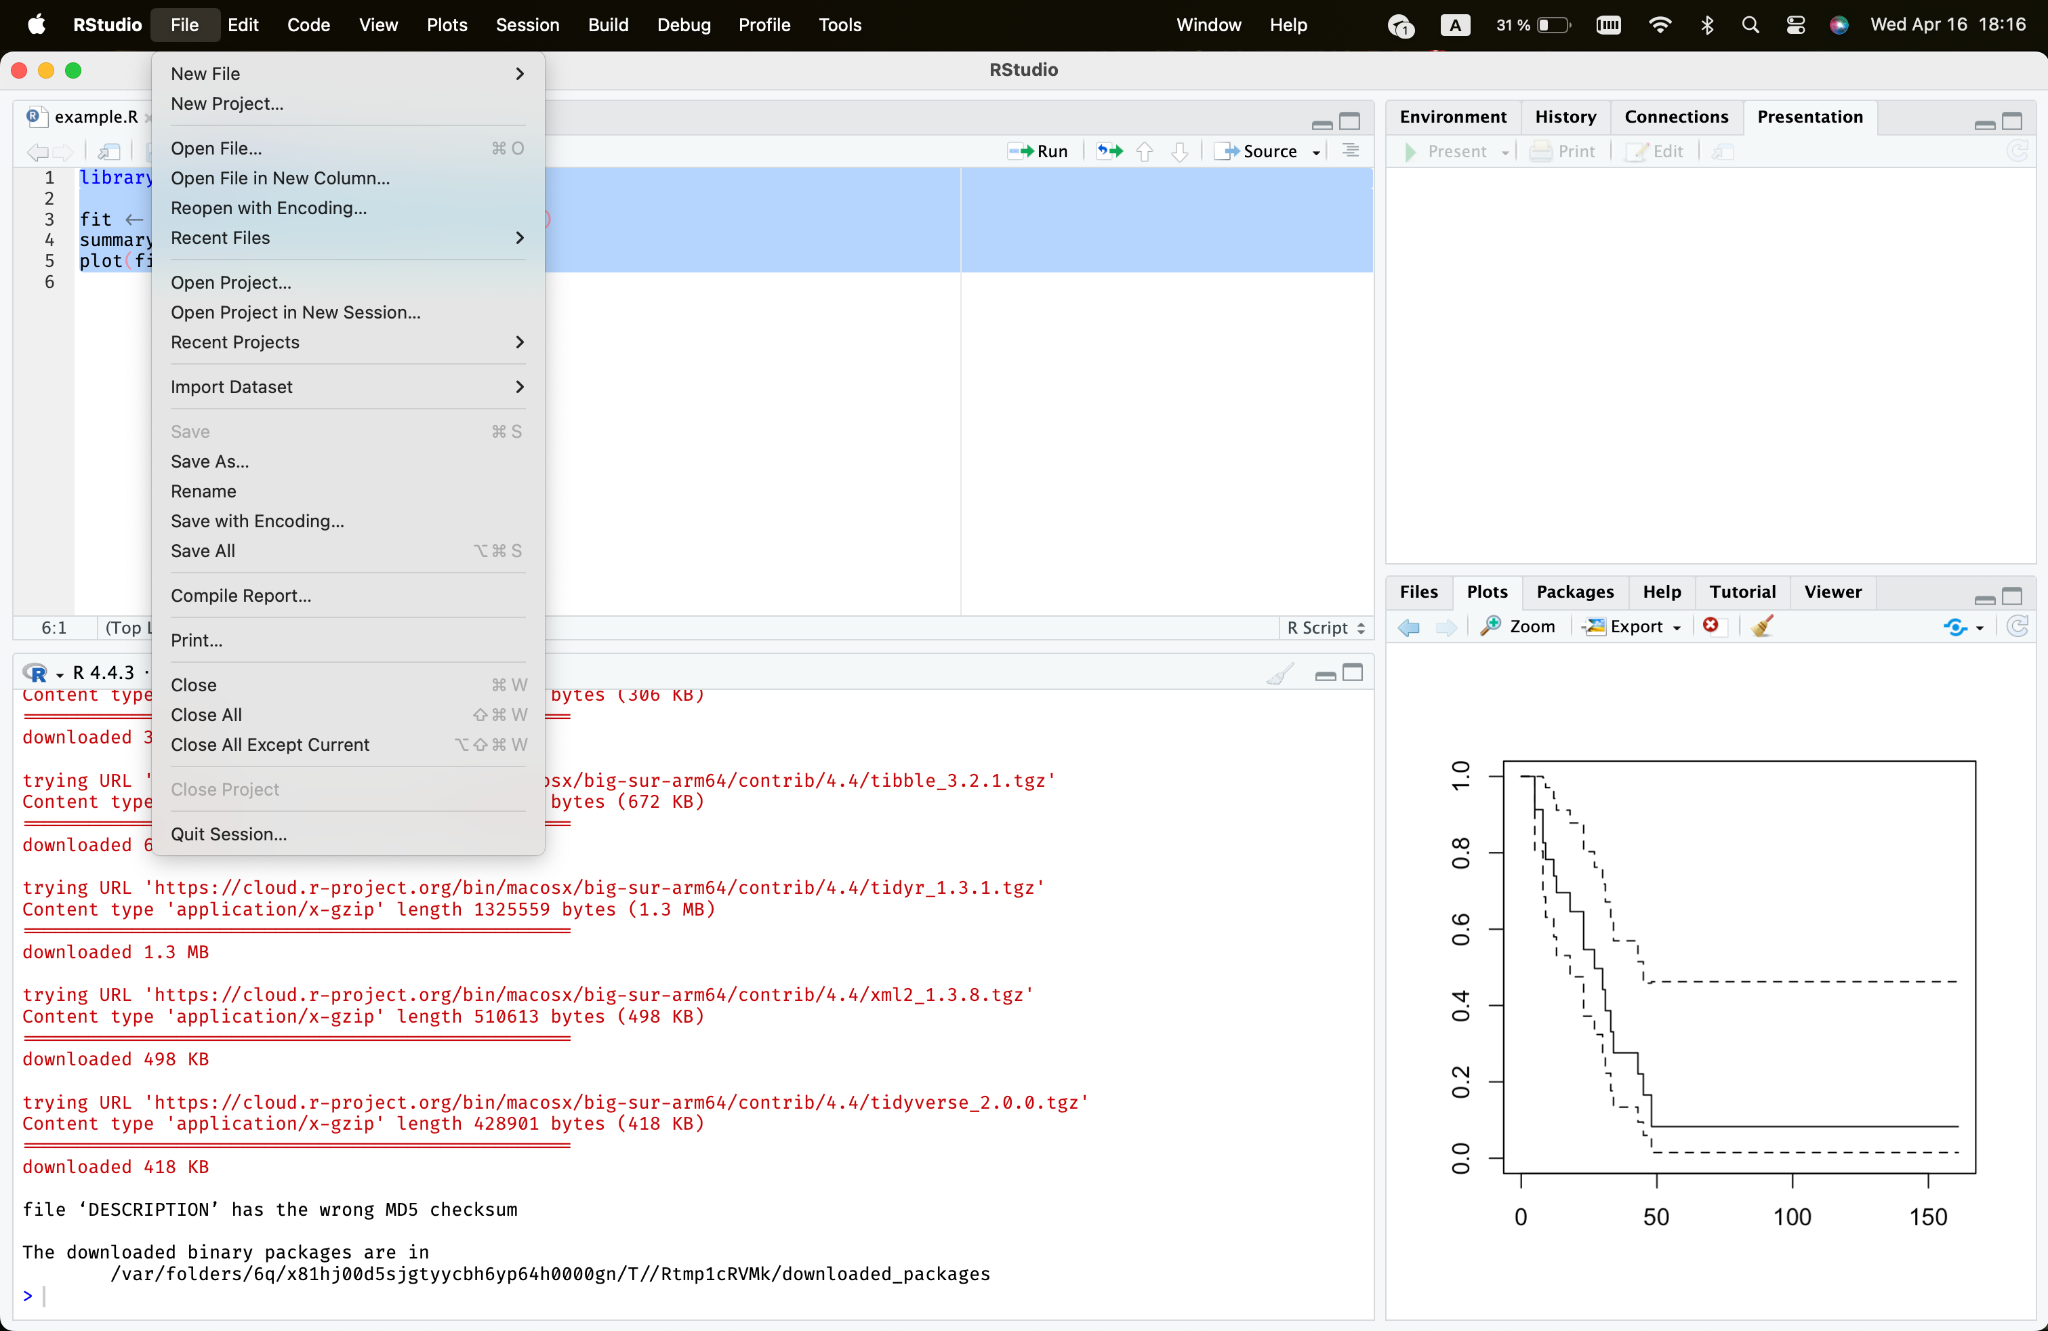 RStudio File Edit Code View Plots Session Build Debug Profile Tools Window Help 1 A 31 % Wed Apr 16 18:16
RStudio
New File
New Project...
Open File... ⌘ O
Open File in New Column...
Reopen with Encoding...
Recent Files
Open Project...
Open Project in New Session...
Recent Projects
Import Dataset
Save ⌘ S
Save As...
Rename
Save with Encoding...
Save All ⌥ ⌘ S
Compile Report...
Print...
Close ⌘ W
Close All ⇧ ⌘ W
Close All Except Current ⌥ ⇧ ⌘ W
Close Project
Quit Session...
example.R
Run Source
1 library
2
3 fit ← )
4 summary
5 plot(fi
6
6:1 (Top L R Script
R 4.4.3 ·
Content type bytes (306 KB)
downloaded 3
trying URL ' osx/big-sur-arm64/contrib/4.4/tibble_3.2.1.tgz'
Content type bytes (672 KB)
downloaded 6
trying URL 'https://cloud.r-project.org/bin/macosx/big-sur-arm64/contrib/4.4/tidyr_1.3.1.tgz'
Content type 'application/x-gzip' length 1325559 bytes (1.3 MB)
==================================================
downloaded 1.3 MB
trying URL 'https://cloud.r-project.org/bin/macosx/big-sur-arm64/contrib/4.4/xml2_1.3.8.tgz'
Content type 'application/x-gzip' length 510613 bytes (498 KB)
==================================================
downloaded 498 KB
trying URL 'https://cloud.r-project.org/bin/macosx/big-sur-arm64/contrib/4.4/tidyverse_2.0.0.tgz'
Content type 'application/x-gzip' length 428901 bytes (418 KB)
==================================================
downloaded 418 KB
file ‘DESCRIPTION’ has the wrong MD5 checksum
The downloaded binary packages are in
/var/folders/6q/x81hj00d5sjgtyycbh6yp64h0000gn/T//Rtmp1cRVMk/downloaded_packages
>
Environment History Connections Presentation
Present Print Edit
Files Plots Packages Help Tutorial Viewer
Zoom Export
1.0
0.8
0.6
0.4
0.2
0.0
0 50 100 150